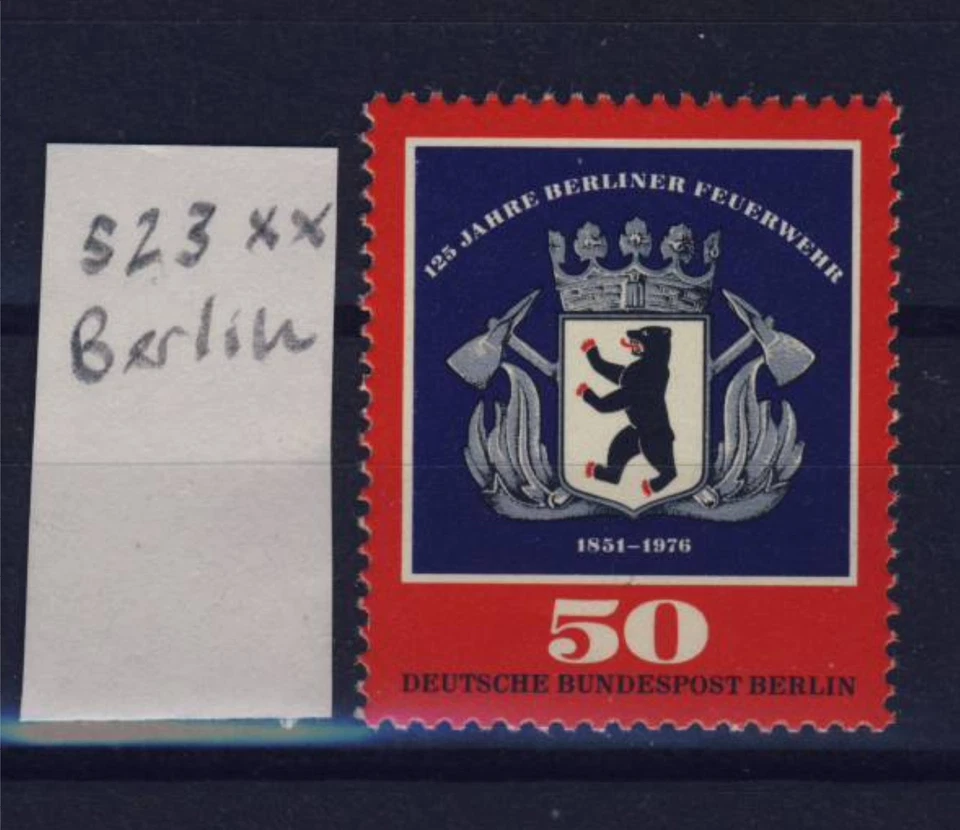 523 xx
Berlin
125 JAHRE BERLINER FEUERWEHR
1851–1976
50
DEUTSCHE BUNDESPOST BERLIN